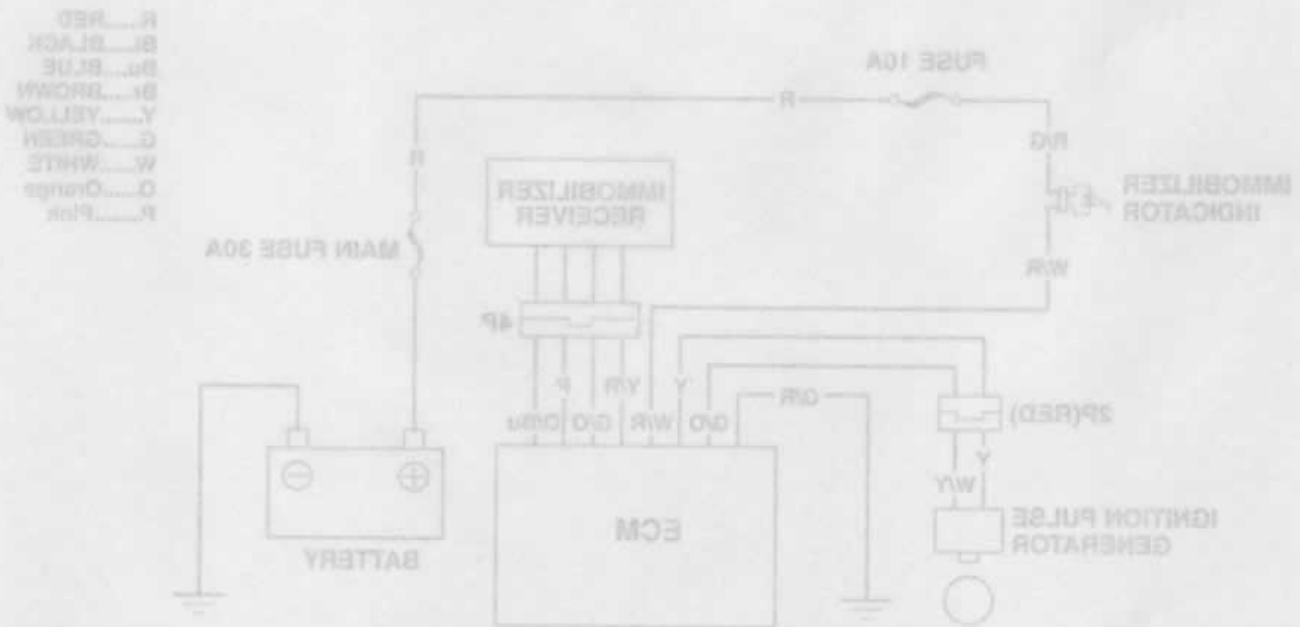 R.....RED
Bl.....BLACK
Bu....BLUE
Br.....BROWN
Y......YELLOW
G......GREEN
W.....WHITE
O.....Orange
P.......Pink
FUSE 10A
R
R/G
IMMOBILIZER
INDICATOR
W/R
R
MAIN FUSE 30A
IMMOBILIZER
RECEIVER
4P
Y/R
P
Y
G/R
O/Bu
G/O
W/R
G/O
2P(RED)
Y
W/Y
IGNITION PULSE
GENERATOR
ECM
BATTERY